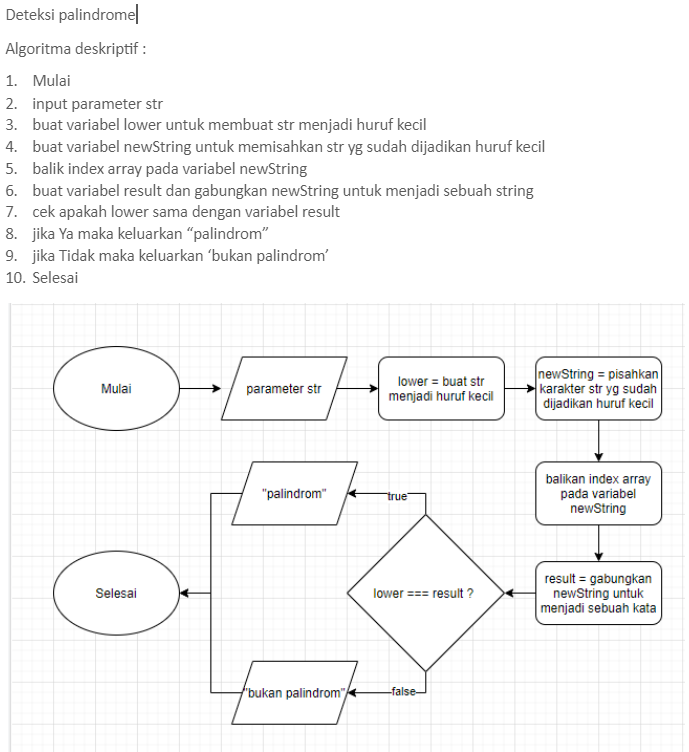 Deteksi palindrome
Algoritma deskriptif :
1. Mulai
2. input parameter str
3. buat variabel lower untuk membuat str menjadi huruf kecil
4. buat variabel newString untuk memisahkan str yg sudah dijadikan huruf kecil
5. balik index array pada variabel newString
6. buat variabel result dan gabungkan newString untuk menjadi sebuah string
7. cek apakah lower sama dengan variabel result
8. jika Ya maka keluarkan “palindrom”
9. jika Tidak maka keluarkan ‘bukan palindrom’
10. Selesai
Mulai
parameter str
lower = buat str
menjadi huruf kecil
newString = pisahkan
karakter str yg sudah
dijadikan huruf kecil
balikan index array
pada variabel
newString
result = gabungkan
newString untuk
menjadi sebuah kata
lower === result ?
true
"palindrom"
false
"bukan palindrom"
Selesai